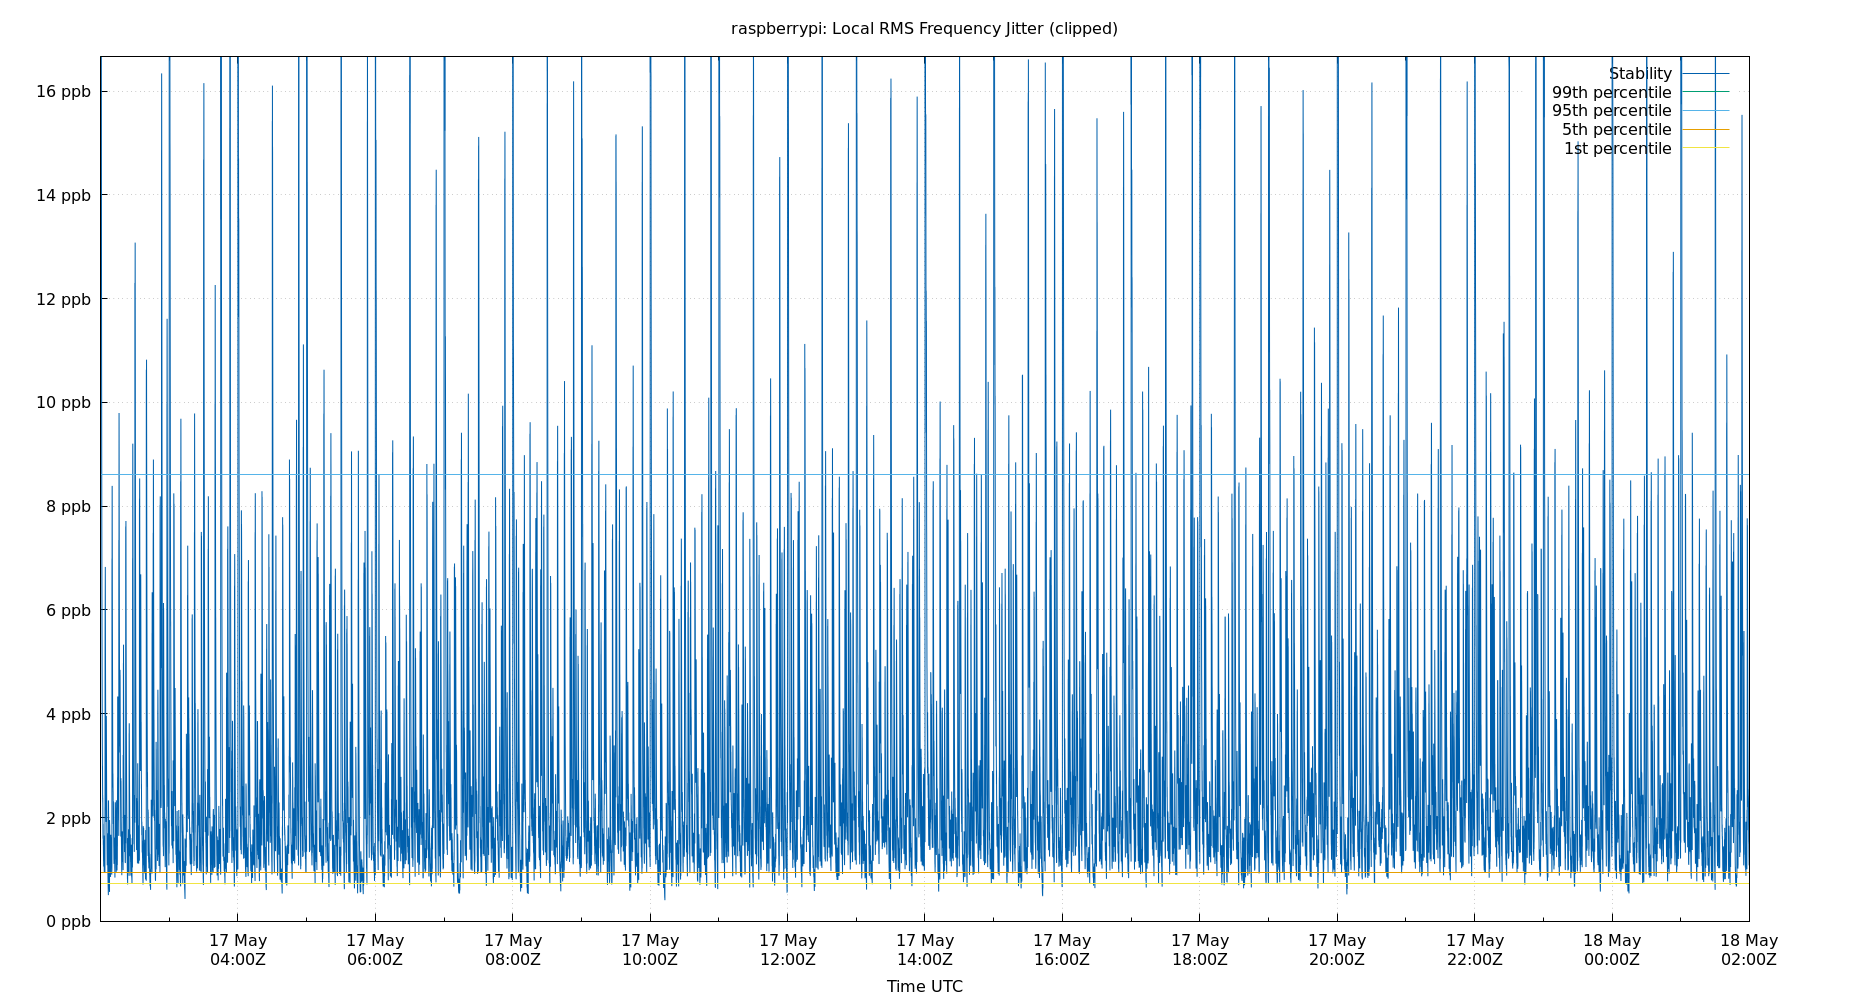 raspberrypi: Local RMS Frequency Jitter (clipped)
16 ppb
14 ppb
12 ppb
10 ppb
8 ppb
6 ppb
4 ppb
2 ppb
0 ppb
Stability
99th percentile
95th percentile
5th percentile
1st percentile
17 May 17 May 17 May 17 May 17 May 17 May 17 May 17 May 17 May 17 May 18 May 18 May
04:00Z 06:00Z 08:00Z 10:00Z 12:00Z 14:00Z 16:00Z 18:00Z 20:00Z 22:00Z 00:00Z 02:00Z
Time UTC